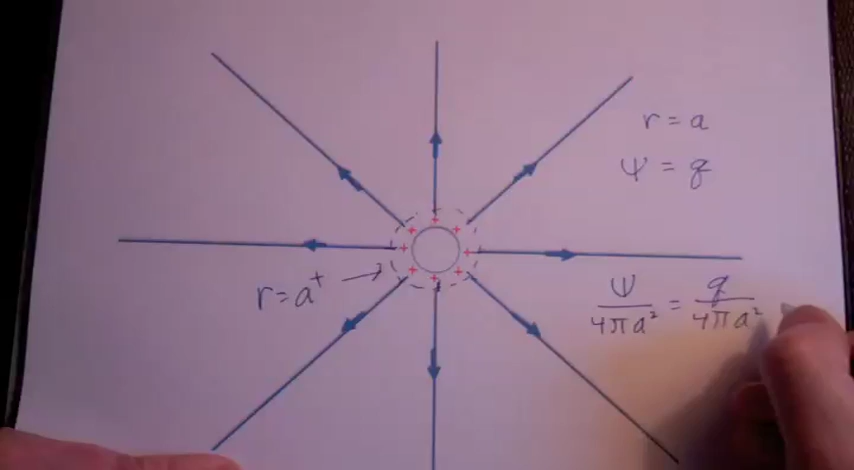 r = a
ψ = q
r = a⁺
ψ/4πa² = q/4πa²